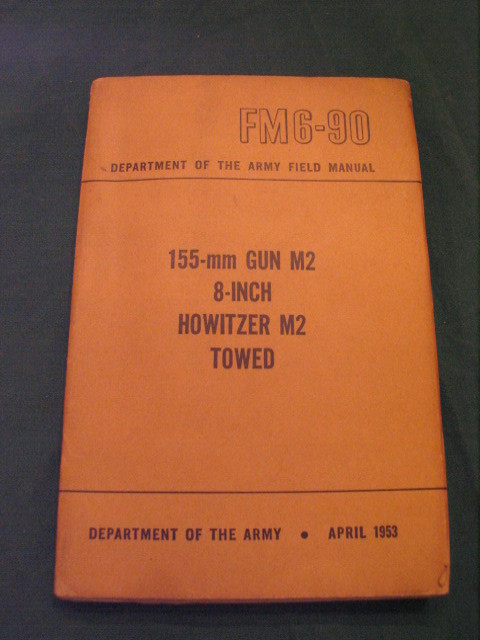 FM 6-90
DEPARTMENT OF THE ARMY FIELD MANUAL
155-mm GUN M2
8-INCH
HOWITZER M2
TOWED
DEPARTMENT OF THE ARMY • APRIL 1953